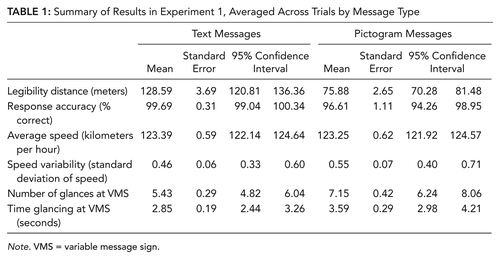 TABLE 1: Summary of Results in Experiment 1, Averaged Across Trials by Message Type
Text Messages Pictogram Messages
Mean Standard Error 95% Confidence Interval Mean Standard Error 95% Confidence Interval
Legibility distance (meters) 128.59 3.69 120.81 136.36 75.88 2.65 70.28 81.48
Response accuracy (% correct) 99.69 0.31 99.04 100.34 96.61 1.11 94.26 98.95
Average speed (kilometers per hour) 123.39 0.59 122.14 124.64 123.25 0.62 121.92 124.57
Speed variability (standard deviation of speed) 0.46 0.06 0.33 0.60 0.55 0.07 0.40 0.71
Number of glances at VMS 5.43 0.29 4.82 6.04 7.15 0.42 6.24 8.06
Time glancing at VMS (seconds) 2.85 0.19 2.44 3.26 3.59 0.29 2.98 4.21
Note. VMS = variable message sign.